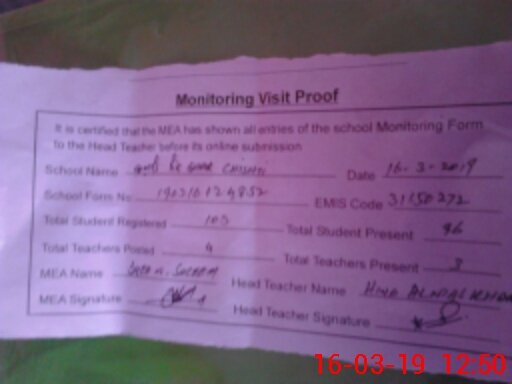 Monitoring Visit Proof
It is certified that the MEA has shown all entries of the school Monitoring Form
to the Head Teacher before its online submission
School Name Date 16-3-2019
School Form No 190316124852 EMIS Code 31150272
Total Student Registered 103 Total Student Present 96
Total Teachers Posted 4 Total Teachers Present 3
MEA Name Head Teacher Name
MEA Signature Head Teacher Signature
16-03-19 12:50